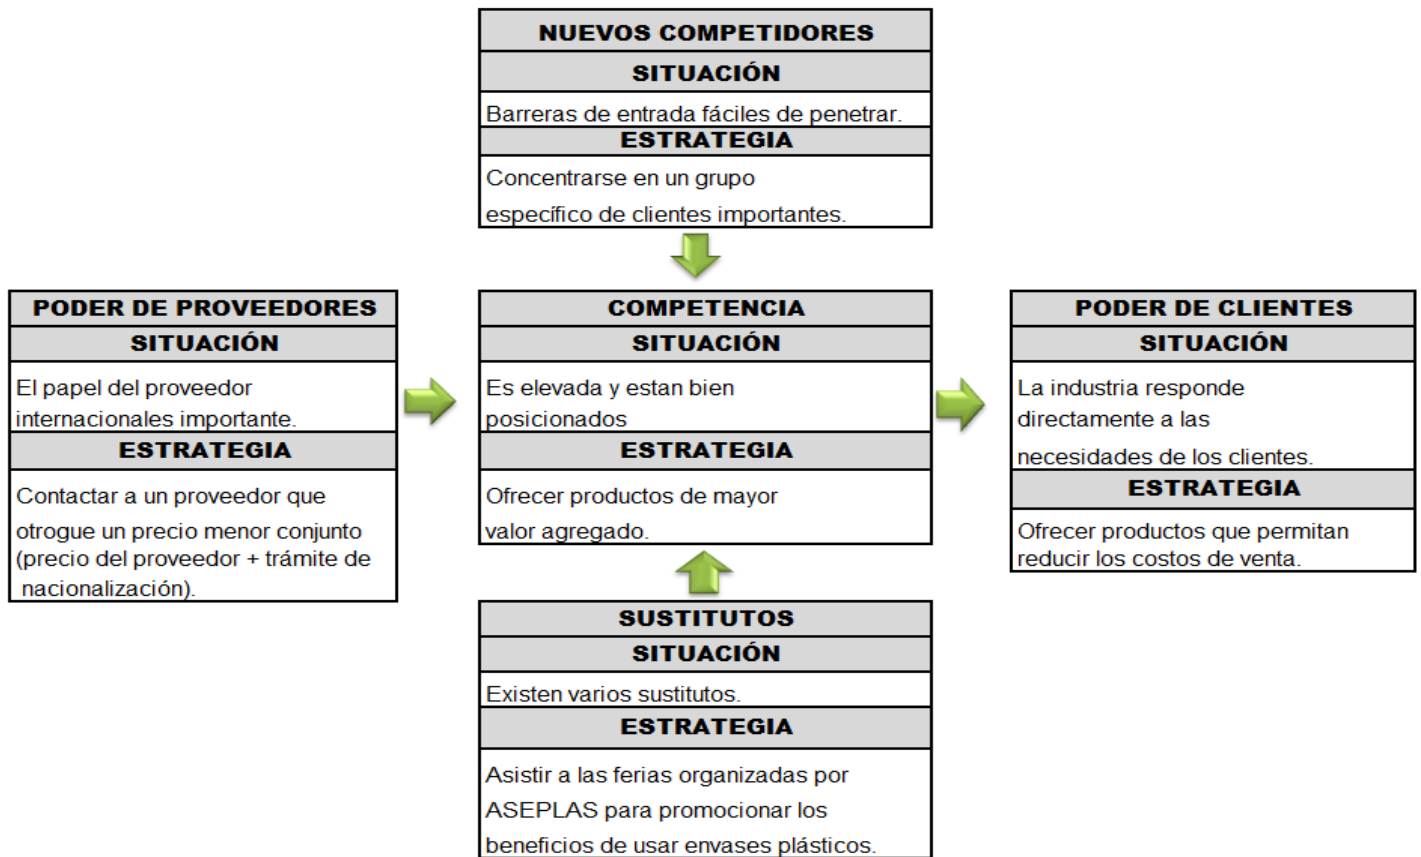 NUEVOS COMPETIDORES
SITUACIÓN
Barreras de entrada fáciles de penetrar.
ESTRATEGIA
Concentrarse en un grupo
específico de clientes importantes.
PODER DE PROVEEDORES
SITUACIÓN
El papel del proveedor
internacionales importante.
ESTRATEGIA
Contactar a un proveedor que
otrogue un precio menor conjunto
(precio del proveedor + trámite de
nacionalización).
COMPETENCIA
SITUACIÓN
Es elevada y estan bien
posicionados
ESTRATEGIA
Ofrecer productos de mayor
valor agregado.
PODER DE CLIENTES
SITUACIÓN
La industria responde
directamente a las
necesidades de los clientes.
ESTRATEGIA
Ofrecer productos que permitan
reducir los costos de venta.
SUSTITUTOS
SITUACIÓN
Existen varios sustitutos.
ESTRATEGIA
Asistir a las ferias organizadas por
ASEPLAS para promocionar los
beneficios de usar envases plásticos.